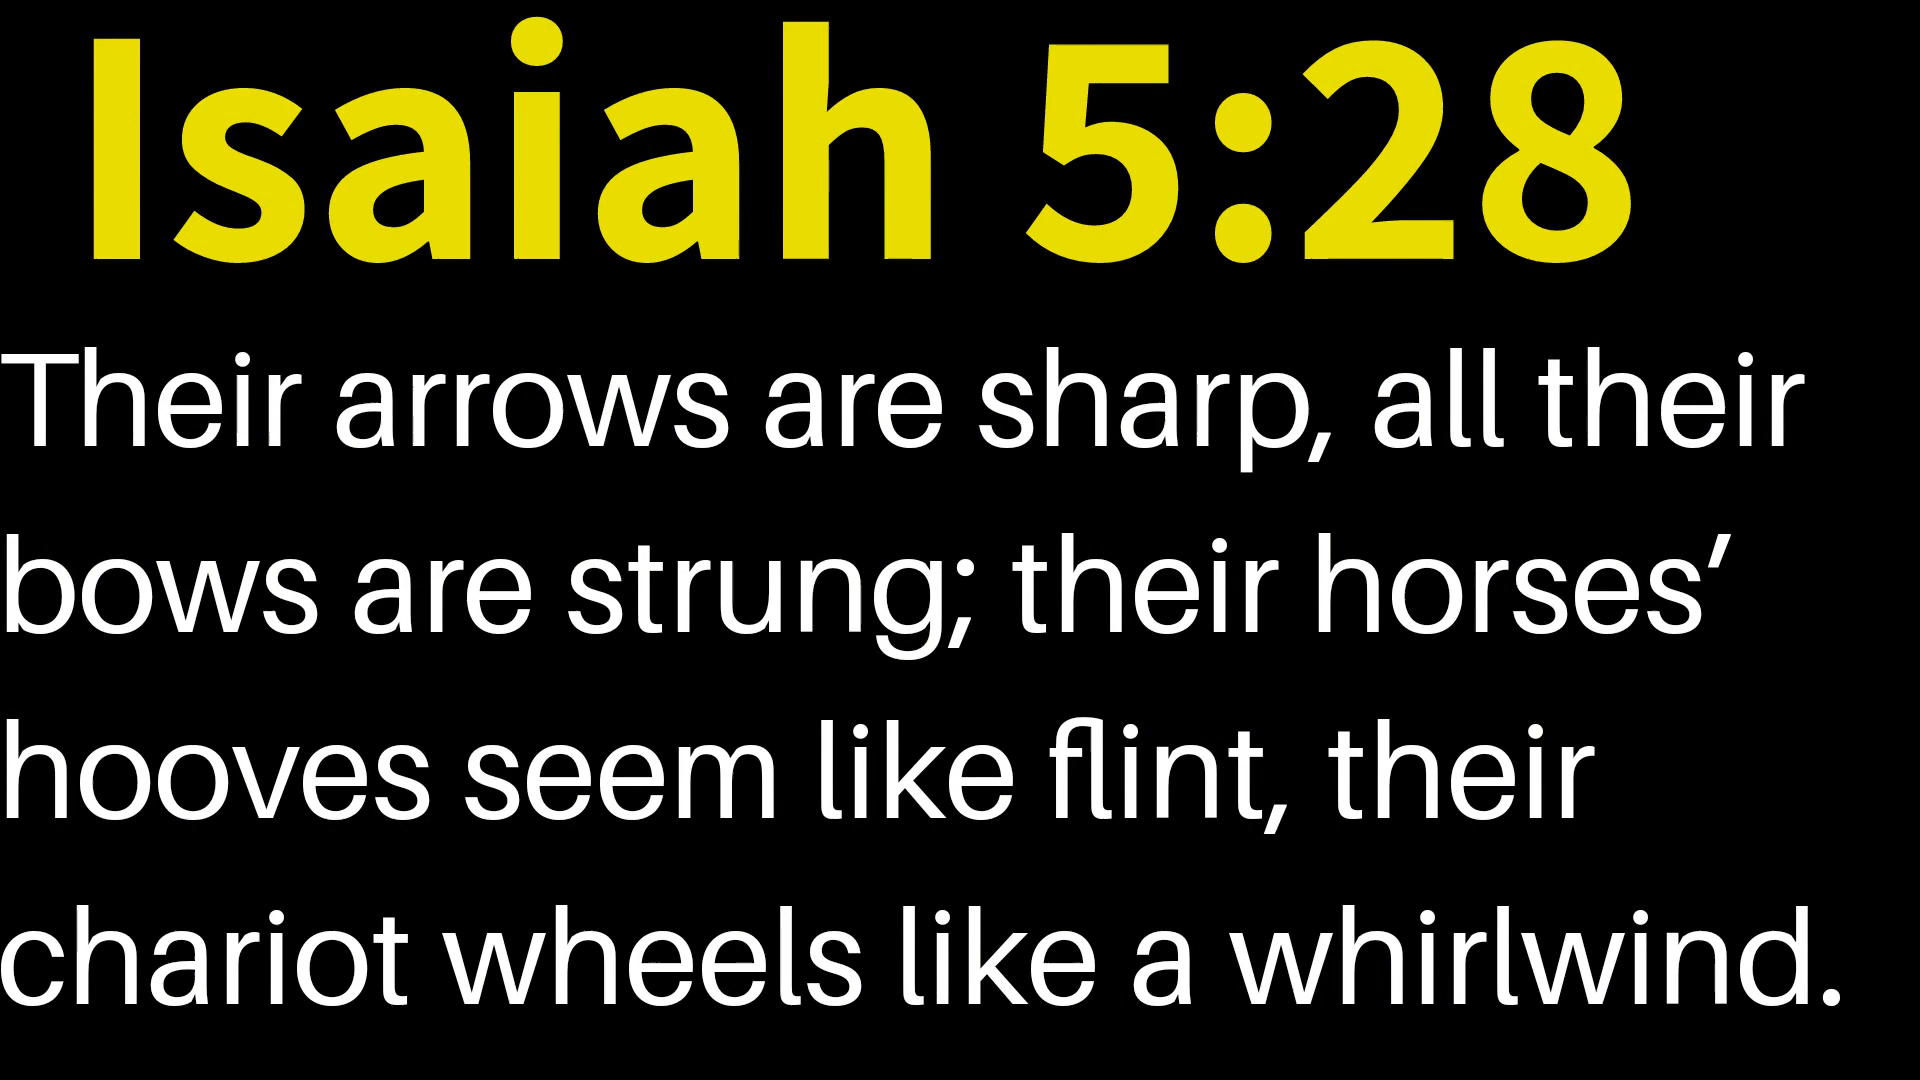 Isaiah 5:28
Their arrows are sharp, all their
bows are strung; their horses’
hooves seem like flint, their
chariot wheels like a whirlwind.